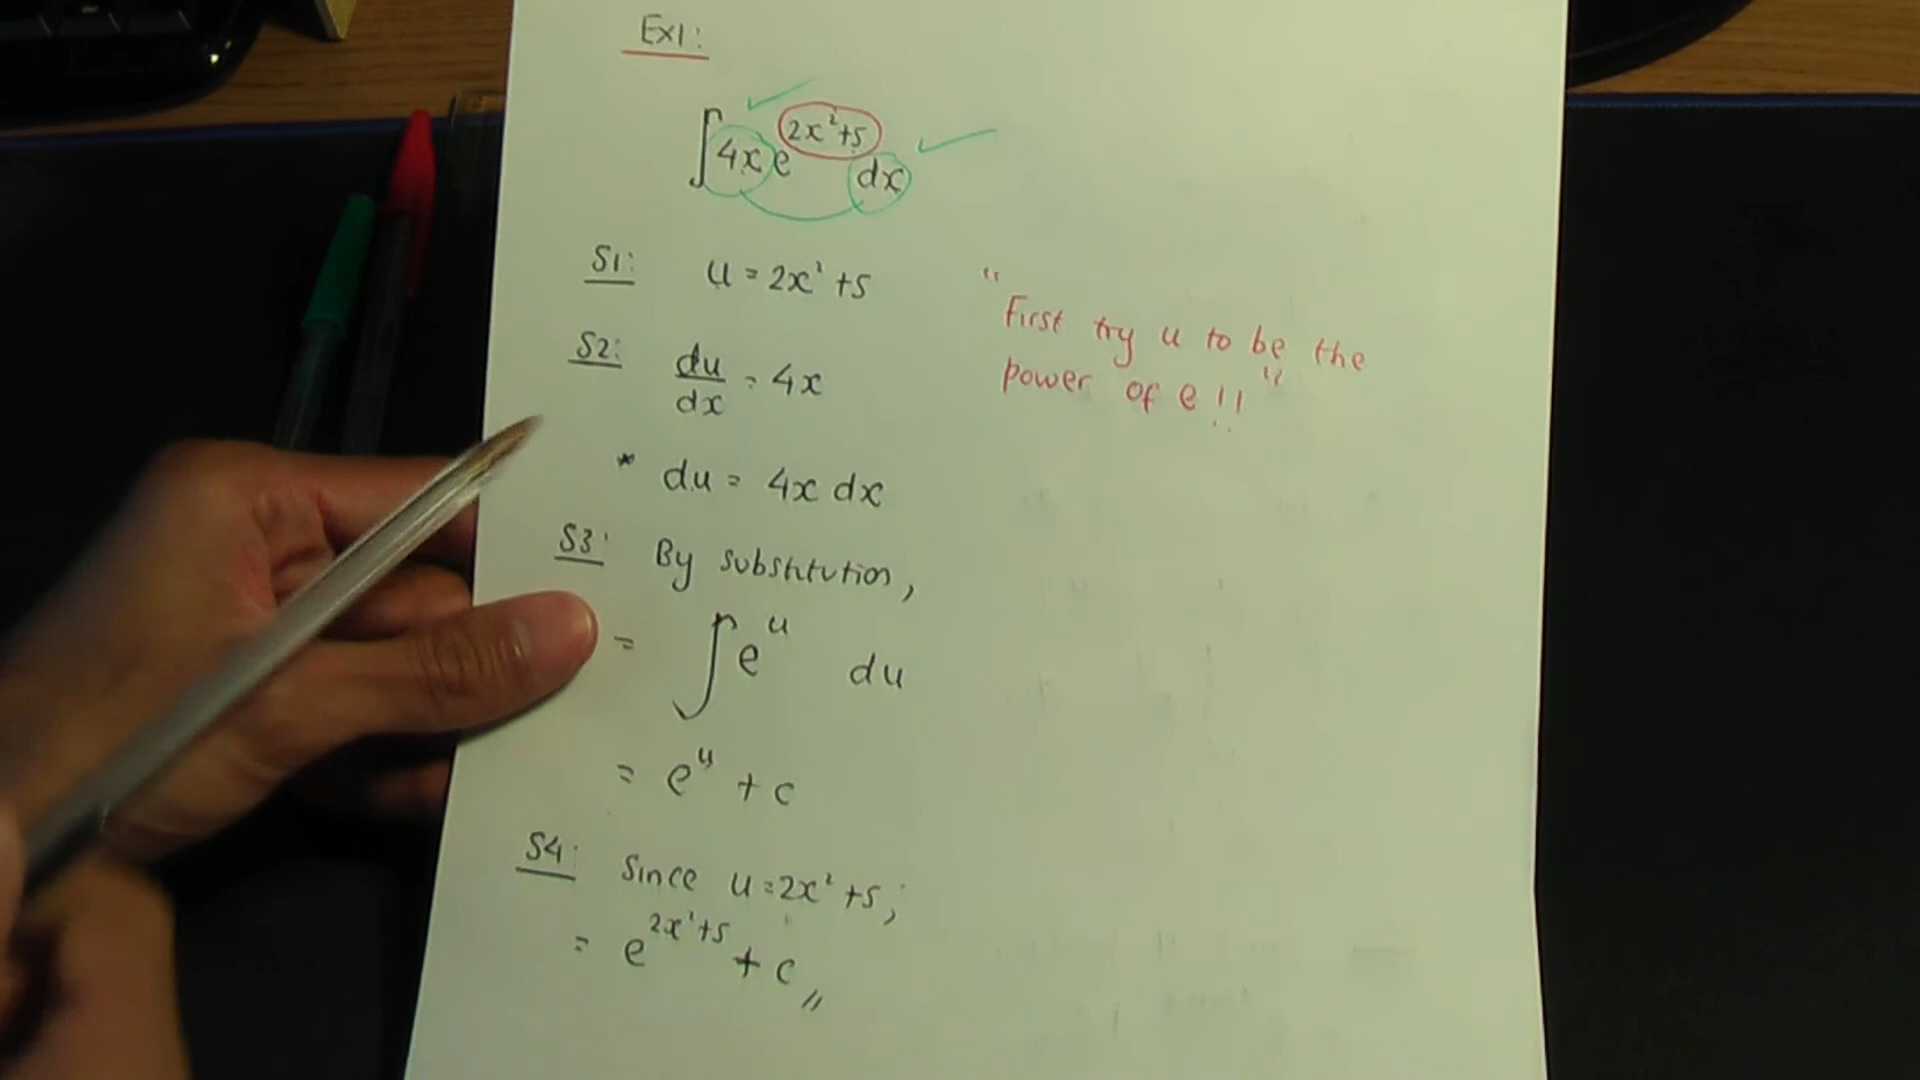 Ex1:
∫4xe^{2x²+5} dx
S1: u = 2x² + 5
" First try u to be the
power of e !! "
S2: du/dx = 4x
* du = 4x dx
S3: By substitution,
= ∫e^u du
= e^u + c
S4: Since u = 2x² + 5,
= e^{2x²+5} + c,,